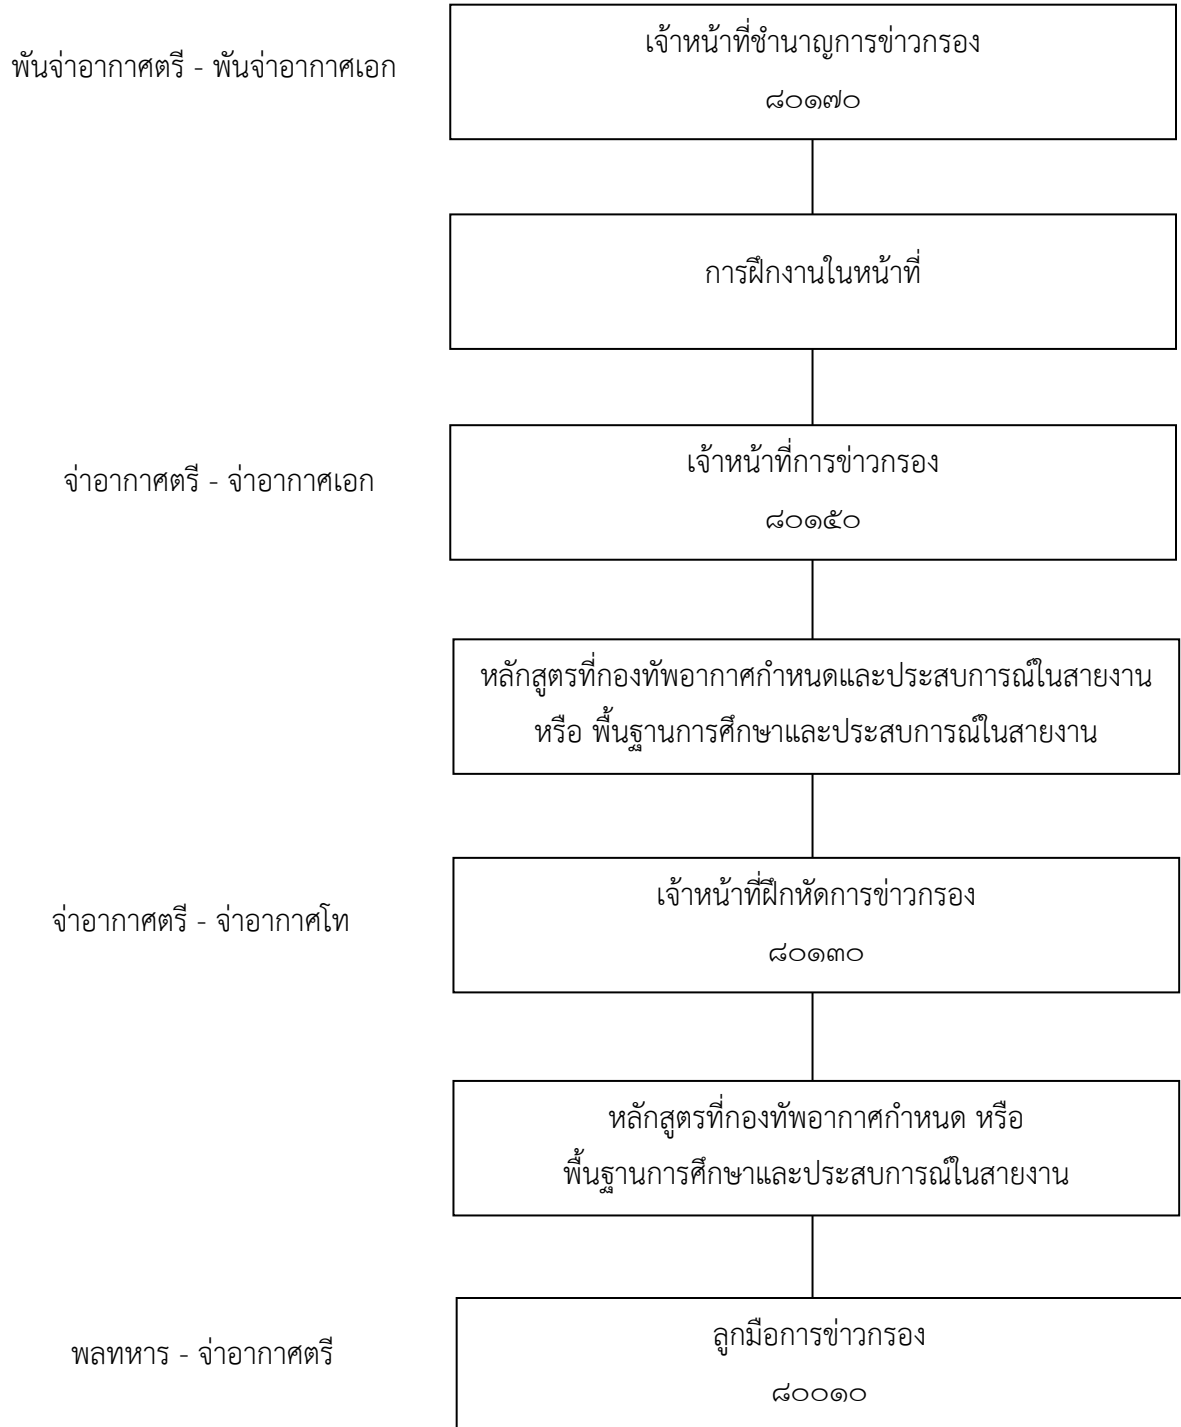 เจ้าหน้าที่ชำนาญการข่าวกรอง
พันจ่าอากาศตรี - พันจ่าอากาศเอก
๘๐๑๗๐
การฝึกงานในหน้าที่
เจ้าหน้าที่การข่าวกรอง
จ่าอากาศตรี - จ่าอากาศเอก
๘๐๑๕๐
หลักสูตรที่กองทัพอากาศกำหนดและประสบการณ์ในสายงาน
หรือ พื้นฐานการศึกษาและประสบการณ์ในสายงาน
เจ้าหน้าที่ฝึกหัดการข่าวกรอง
จ่าอากาศตรี - จ่าอากาศโท
๘๐๑๓๐
หลักสูตรที่กองทัพอากาศกำหนด หรือ
พื้นฐานการศึกษาและประสบการณ์ในสายงาน
ลูกมือการข่าวกรอง
พลทหาร - จ่าอากาศตรี
๘๐๐๑๐